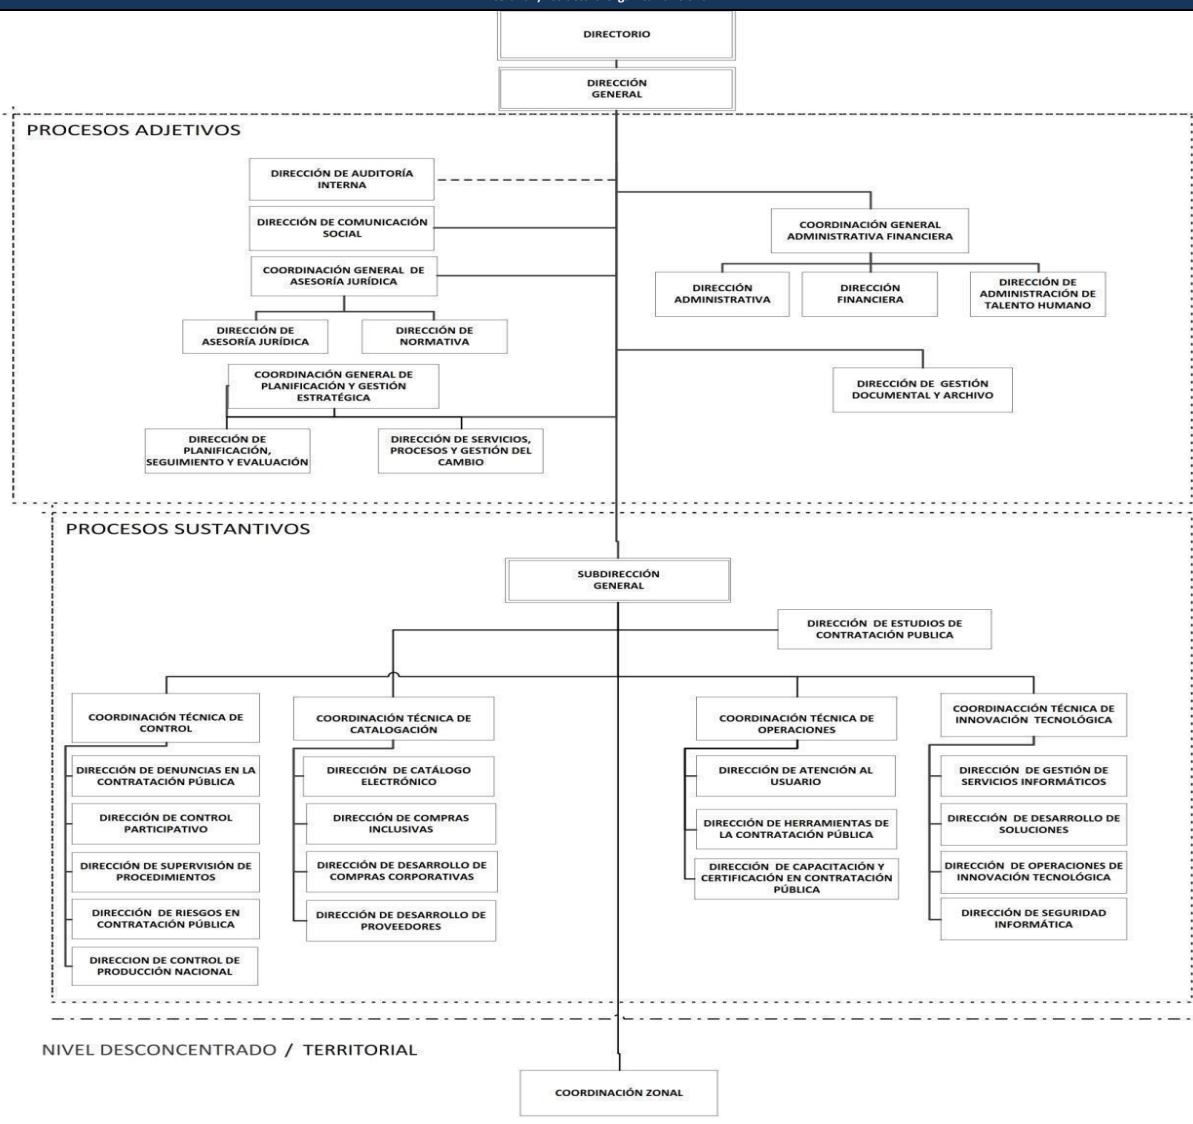 DIRECTORIO
DIRECCIÓN
GENERAL
PROCESOS ADJETIVOS
DIRECCIÓN DE AUDITORÍA
INTERNA
DIRECCIÓN DE COMUNICACIÓN
SOCIAL
COORDINACIÓN GENERAL DE
ASESORÍA JURÍDICA
DIRECCIÓN DE
ASESORÍA JURÍDICA
DIRECCIÓN DE
NORMATIVA
COORDINACIÓN GENERAL DE
PLANIFICACIÓN Y GESTIÓN
ESTRATÉGICA
DIRECCIÓN DE
PLANIFICACIÓN,
SEGUIMIENTO Y EVALUACIÓN
DIRECCIÓN DE SERVICIOS,
PROCESOS Y GESTIÓN DEL
CAMBIO
COORDINACIÓN GENERAL
ADMINISTRATIVA FINANCIERA
DIRECCIÓN
ADMINISTRATIVA
DIRECCIÓN
FINANCIERA
DIRECCIÓN DE
ADMINISTRACIÓN DE
TALENTO HUMANO
DIRECCIÓN DE GESTIÓN
DOCUMENTAL Y ARCHIVO
PROCESOS SUSTANTIVOS
SUBDIRECCIÓN
GENERAL
DIRECCIÓN DE ESTUDIOS DE
CONTRATACIÓN PUBLICA
COORDINACIÓN TÉCNICA DE
CONTROL
DIRECCIÓN DE DENUNCIAS EN LA
CONTRATACIÓN PÚBLICA
DIRECCIÓN DE CONTROL
PARTICIPATIVO
DIRECCIÓN DE SUPERVISIÓN DE
PROCEDIMIENTOS
DIRECCIÓN DE RIESGOS EN
CONTRATACIÓN PÚBLICA
DIRECCION DE CONTROL DE
PRODUCCIÓN NACIONAL
COORDINACIÓN TÉCNICA DE
CATALOGACIÓN
DIRECCIÓN DE CATÁLOGO
ELECTRÓNICO
DIRECCIÓN DE COMPRAS
INCLUSIVAS
DIRECCIÓN DE DESARROLLO DE
COMPRAS CORPORATIVAS
DIRECCIÓN DE DESARROLLO DE
PROVEEDORES
COORDINACIÓN TÉCNICA DE
OPERACIONES
DIRECCIÓN DE ATENCIÓN AL
USUARIO
DIRECCIÓN DE HERRAMIENTAS DE
LA CONTRATACIÓN PÚBLICA
DIRECCIÓN DE CAPACITACIÓN Y
CERTIFICACIÓN EN CONTRATACIÓN
PÚBLICA
COORDINACCIÓN TÉCNICA DE
INNOVACIÓN TECNOLÓGICA
DIRECCIÓN DE GESTIÓN DE
SERVICIOS INFORMÁTICOS
DIRECCIÓN DE DESARROLLO DE
SOLUCIONES
DIRECCIÓN DE OPERACIONES DE
INNOVACIÓN TECNOLÓGICA
DIRECCIÓN DE SEGURIDAD
INFORMÁTICA
NIVEL DESCONCENTRADO / TERRITORIAL
COORDINACIÓN ZONAL